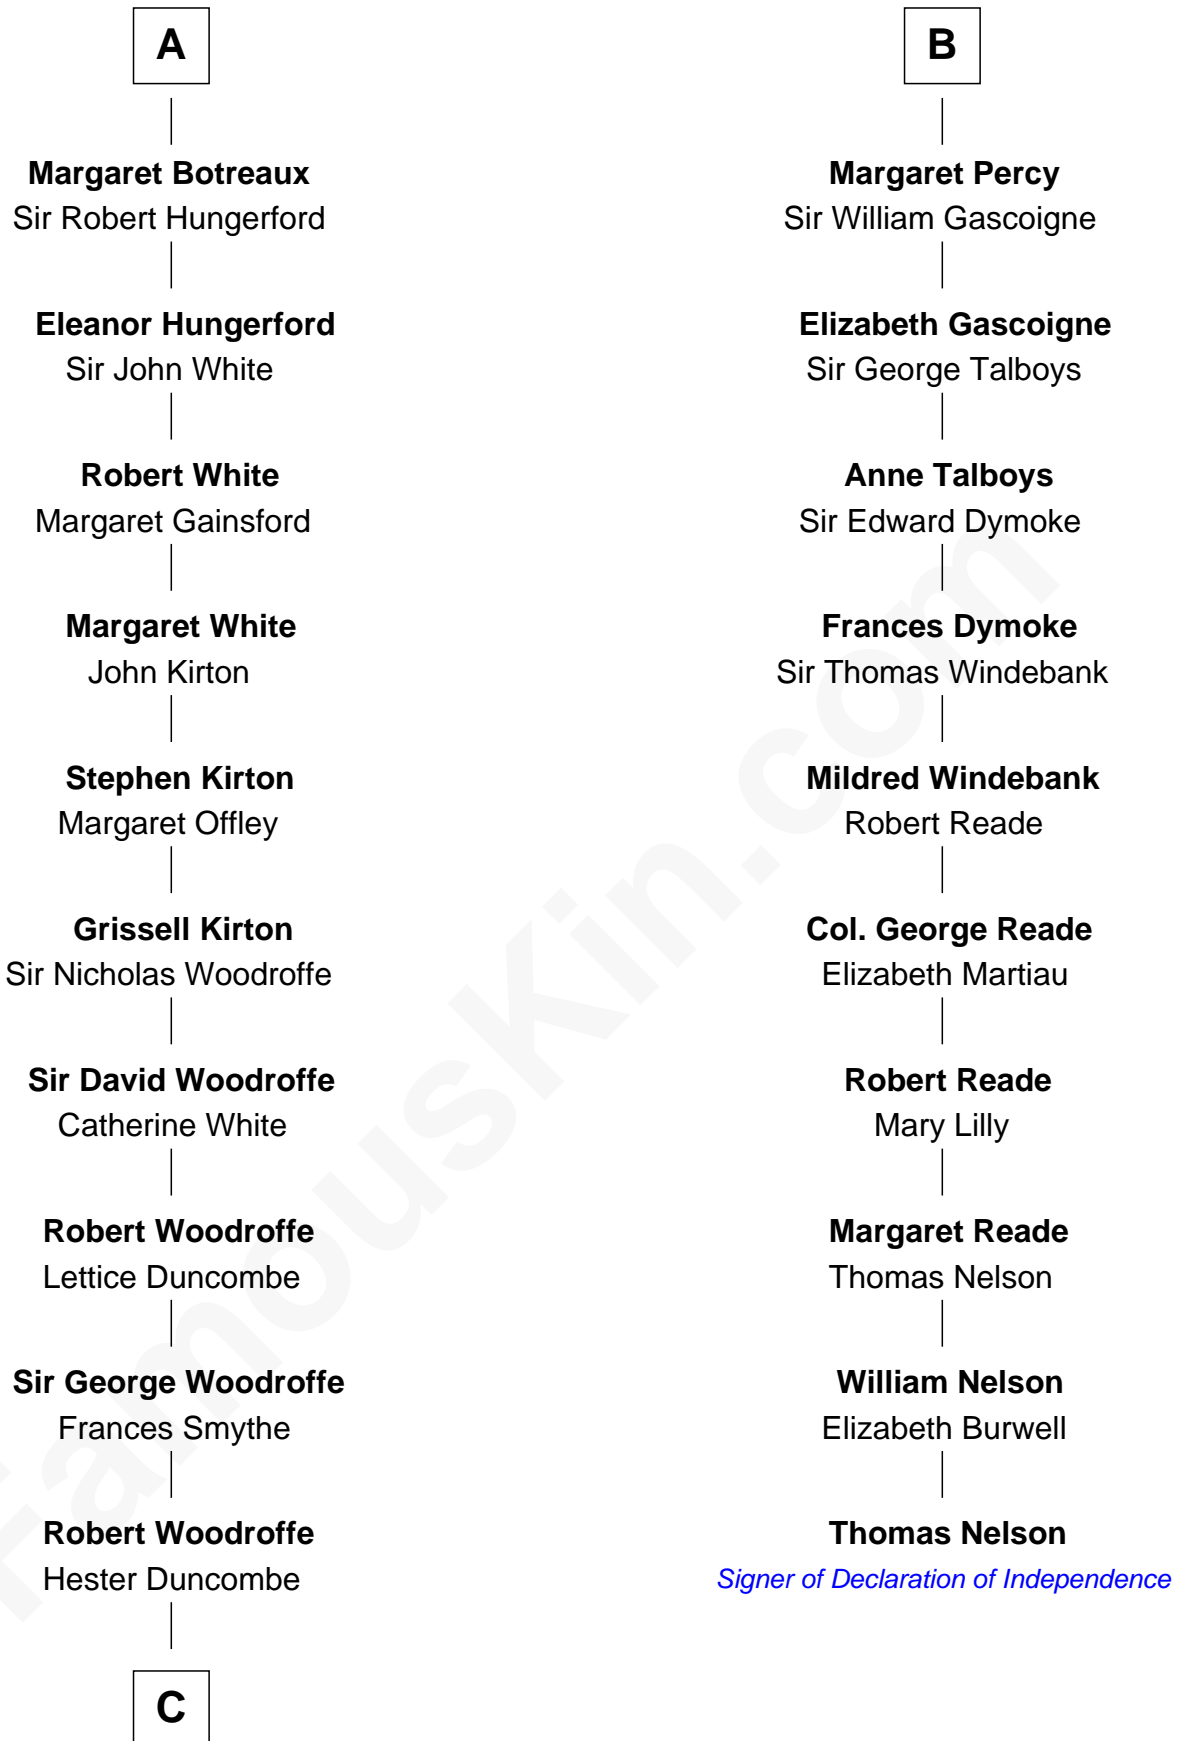 A
Margaret Botreaux
Sir Robert Hungerford
Eleanor Hungerford
Sir John White
Robert White
Margaret Gainsford
Margaret White
John Kirton
Stephen Kirton
Margaret Offley
Grissell Kirton
Sir Nicholas Woodroffe
Sir David Woodroffe
Catherine White
Robert Woodroffe
Lettice Duncombe
Sir George Woodroffe
Frances Smythe
Robert Woodroffe
Hester Duncombe
C
B
Margaret Percy
Sir William Gascoigne
Elizabeth Gascoigne
Sir George Talboys
Anne Talboys
Sir Edward Dymoke
Frances Dymoke
Sir Thomas Windebank
Mildred Windebank
Robert Reade
Col. George Reade
Elizabeth Martiau
Robert Reade
Mary Lilly
Margaret Reade
Thomas Nelson
William Nelson
Elizabeth Burwell
Thomas Nelson
Signer of Declaration of Independence
FamousKin.com